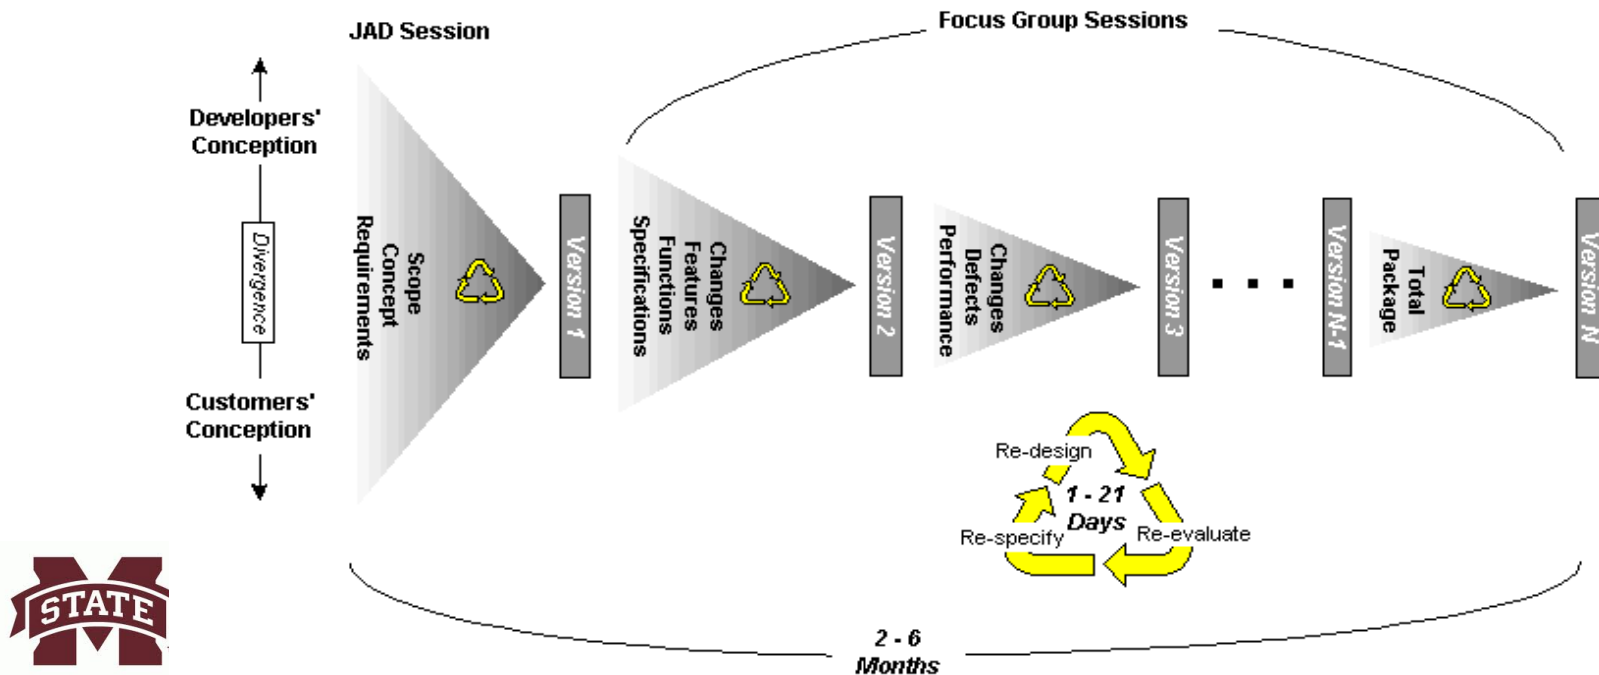 JAD Session
Focus Group Sessions
Developers'
Conception
Divergence
Customers'
Conception
Scope
Concept
Requirements
Version 1
Changes
Features
Functions
Specifications
Version 2
Changes
Defects
Performance
Version 3
Version N-1
Total
Package
Version N
Re-design
1 - 21
Days
Re-specify
Re-evaluate
2 - 6
Months
STATE